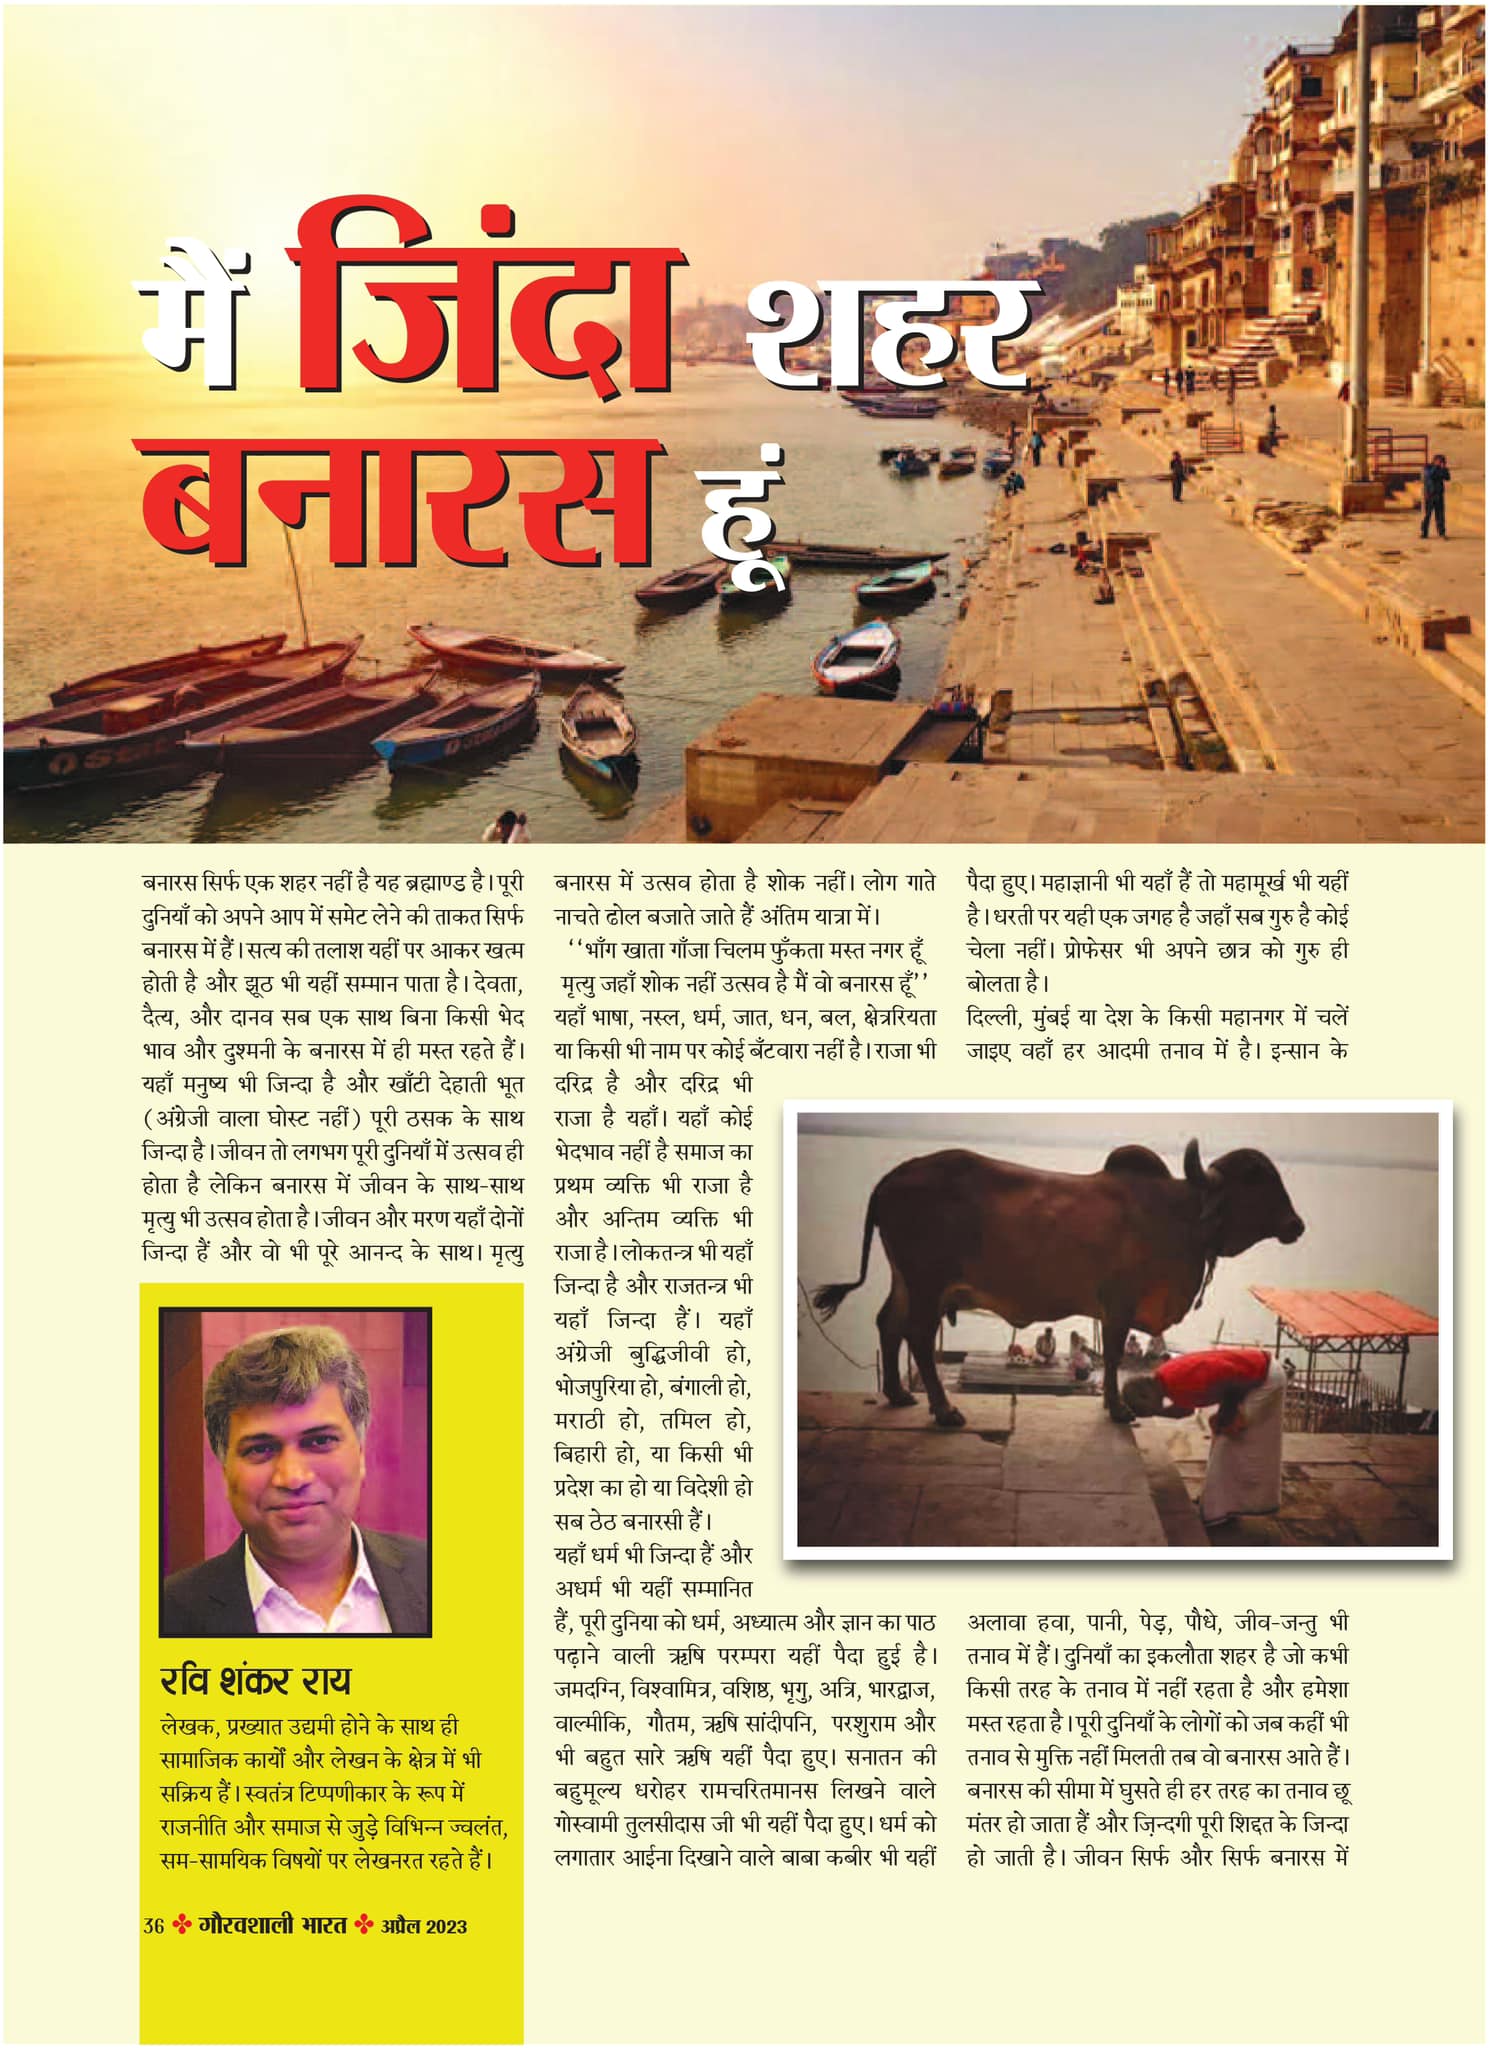 मैं जिंदा शहर
बनारस हूं
बनारस सिर्फ एक शहर नहीं है यह ब्रह्माण्ड है। पूरी
दुनियाँ को अपने आप में समेट लेने की ताकत सिर्फ
बनारस में हैं। सत्य की तलाश यहीं पर आकर खत्म
होती है और झूठ भी यहीं सम्मान पाता है। देवता,
दैत्य, और दानव सब एक साथ बिना किसी भेद
भाव और दुश्मनी के बनारस में ही मस्त रहते हैं।
यहाँ मनुष्य भी जिन्दा है और खाँटी देहाती भूत
(अंग्रेजी वाला घोस्ट नहीं) पूरी ठसक के साथ
जिन्दा है। जीवन तो लगभग पूरी दुनियाँ में उत्सव ही
होता है लेकिन बनारस में जीवन के साथ-साथ
मृत्यु भी उत्सव होता है। जीवन और मरण यहाँ दोनों
जिन्दा हैं और वो भी पूरे आनन्द के साथ। मृत्यु
रवि शंकर राय
लेखक, प्रख्यात उद्यमी होने के साथ ही
सामाजिक कार्यों और लेखन के क्षेत्र में भी
सक्रिय हैं। स्वतंत्र टिप्पणीकार के रूप में
राजनीति और समाज से जुड़े विभिन्न ज्वलंत,
सम-सामयिक विषयों पर लेखनरत रहते हैं।
बनारस में उत्सव होता है शोक नहीं। लोग गाते
नाचते ढोल बजाते जाते हैं अंतिम यात्रा में।
‘‘भाँग खाता गाँजा चिलम फुँकता मस्त नगर हूँ
मृत्यु जहाँ शोक नहीं उत्सव है मैं वो बनारस हूँ’’
यहाँ भाषा, नस्ल, धर्म, जात, धन, बल, क्षेत्ररियता
या किसी भी नाम पर कोई बँटवारा नहीं है। राजा भी
दरिद्र है और दरिद्र भी
राजा है यहाँ। यहाँ कोई
भेदभाव नहीं है समाज का
प्रथम व्यक्ति भी राजा है
और अन्तिम व्यक्ति भी
राजा है। लोकतन्त्र भी यहाँ
जिन्दा है और राजतन्त्र भी
यहाँ जिन्दा हैं। यहाँ
अंग्रेजी बुद्धिजीवी हो,
भोजपुरिया हो, बंगाली हो,
मराठी हो, तमिल हो,
बिहारी हो, या किसी भी
प्रदेश का हो या विदेशी हो
सब ठेठ बनारसी हैं।
यहाँ धर्म भी जिन्दा हैं और
अधर्म भी यहीं सम्मानित
हैं, पूरी दुनिया को धर्म, अध्यात्म और ज्ञान का पाठ
पढ़ाने वाली ऋषि परम्परा यहीं पैदा हुई है।
जमदग्नि, विश्वामित्र, वशिष्ठ, भृगु, अत्रि, भारद्वाज,
वाल्मीकि, गौतम, ऋषि सांदीपनि, परशुराम और
भी बहुत सारे ऋषि यहीं पैदा हुए। सनातन की
बहुमूल्य धरोहर रामचरितमानस लिखने वाले
गोस्वामी तुलसीदास जी भी यहीं पैदा हुए। धर्म को
लगातार आईना दिखाने वाले बाबा कबीर भी यहीं
पैदा हुए। महाज्ञानी भी यहाँ हैं तो महामूर्ख भी यहीं
है। धरती पर यही एक जगह है जहाँ सब गुरु है कोई
चेला नहीं। प्रोफेसर भी अपने छात्र को गुरु ही
बोलता है।
दिल्ली, मुंबई या देश के किसी महानगर में चलें
जाइए वहाँ हर आदमी तनाव में है। इन्सान के
अलावा हवा, पानी, पेड़, पौधे, जीव-जन्तु भी
तनाव में हैं। दुनियाँ का इकलौता शहर है जो कभी
किसी तरह के तनाव में नहीं रहता है और हमेशा
मस्त रहता है। पूरी दुनियाँ के लोगों को जब कहीं भी
तनाव से मुक्ति नहीं मिलती तब वो बनारस आते हैं।
बनारस की सीमा में घुसते ही हर तरह का तनाव छू
मंतर हो जाता हैं और ज़िन्दगी पूरी शिद्दत के जिन्दा
हो जाती है। जीवन सिर्फ और सिर्फ बनारस में
36 गौरवशाली भारत अप्रैल 2023